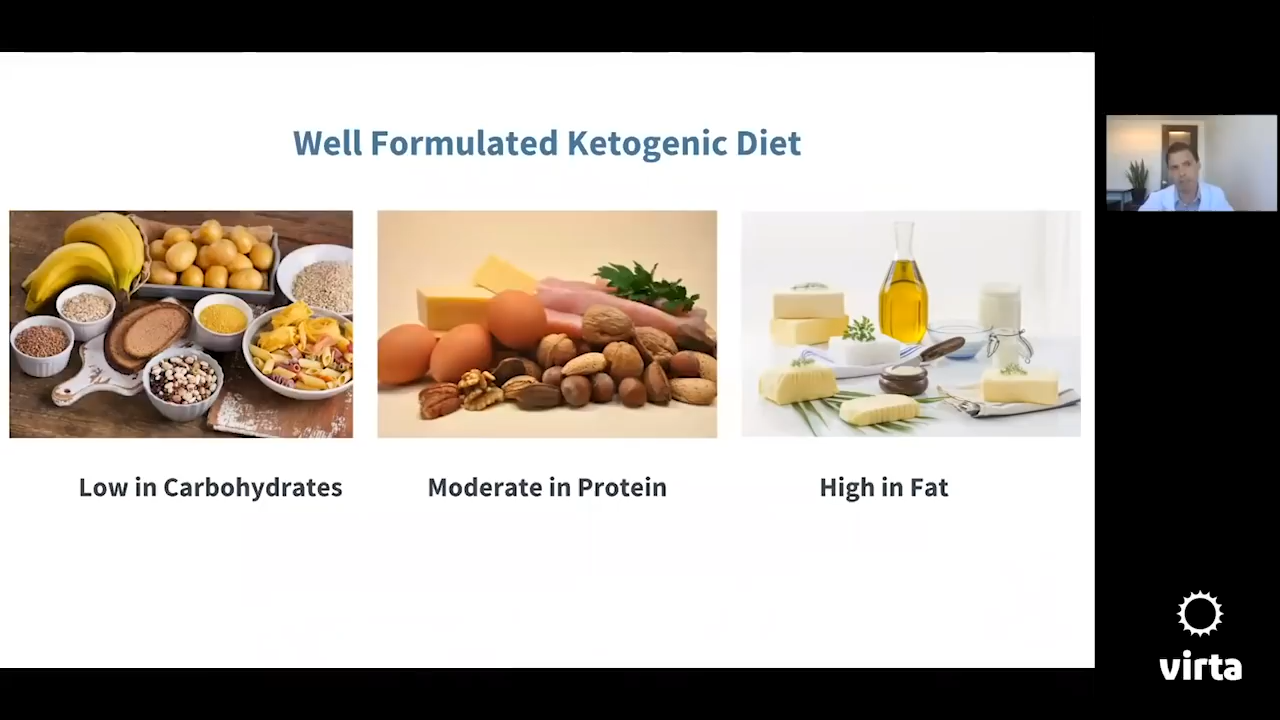 Well Formulated Ketogenic Diet
Low in Carbohydrates
Moderate in Protein
High in Fat
virta